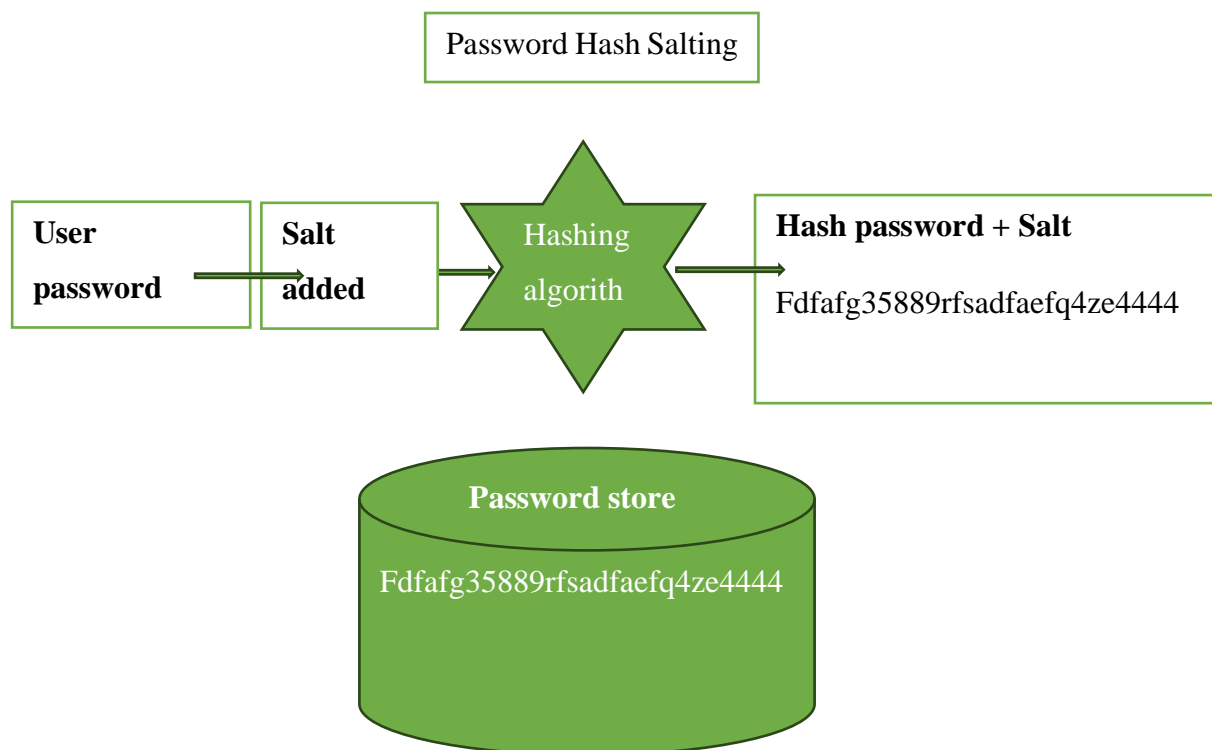 Password Hash Salting
User
password
Salt
added
Hashing
algorith
Hash password + Salt
Fdfafg35889rfsadfaefq4ze4444
Password store
Fdfafg35889rfsadfaefq4ze4444